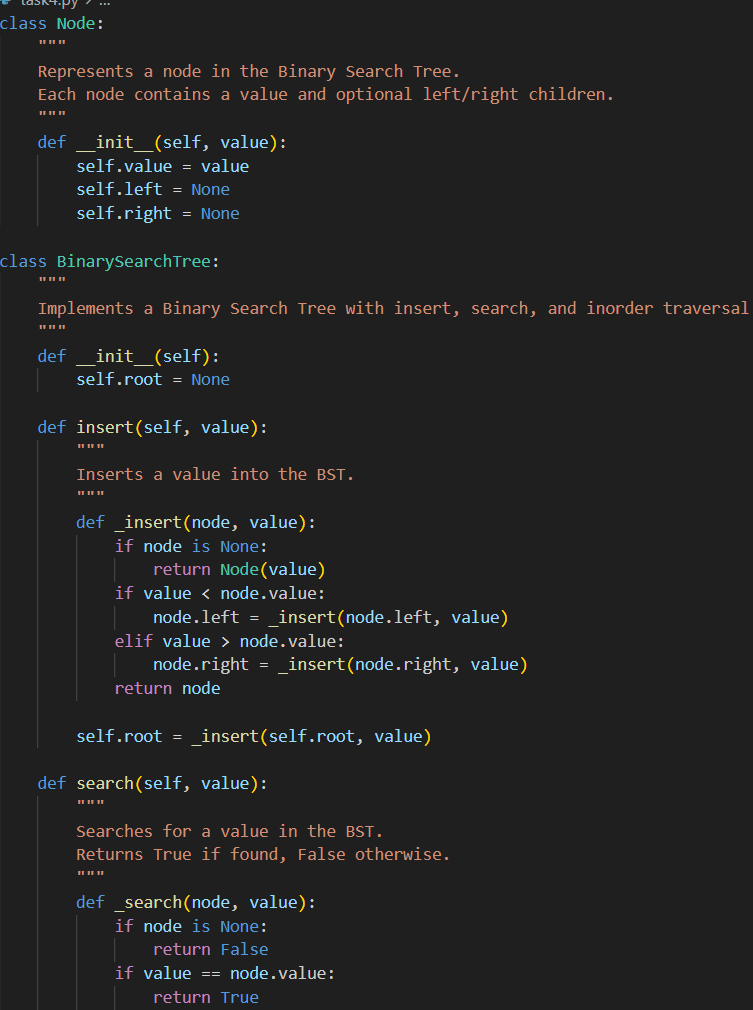 task4.py > ...
class Node:
    """
    Represents a node in the Binary Search Tree.
    Each node contains a value and optional left/right children.
    """
    def __init__(self, value):
        self.value = value
        self.left = None
        self.right = None

class BinarySearchTree:
    """
    Implements a Binary Search Tree with insert, search, and inorder traversal
    """
    def __init__(self):
        self.root = None

    def insert(self, value):
        """
        Inserts a value into the BST.
        """
        def _insert(node, value):
            if node is None:
                return Node(value)
            if value < node.value:
                node.left = _insert(node.left, value)
            elif value > node.value:
                node.right = _insert(node.right, value)
            return node

        self.root = _insert(self.root, value)

    def search(self, value):
        """
        Searches for a value in the BST.
        Returns True if found, False otherwise.
        """
        def _search(node, value):
            if node is None:
                return False
            if value == node.value:
                return True